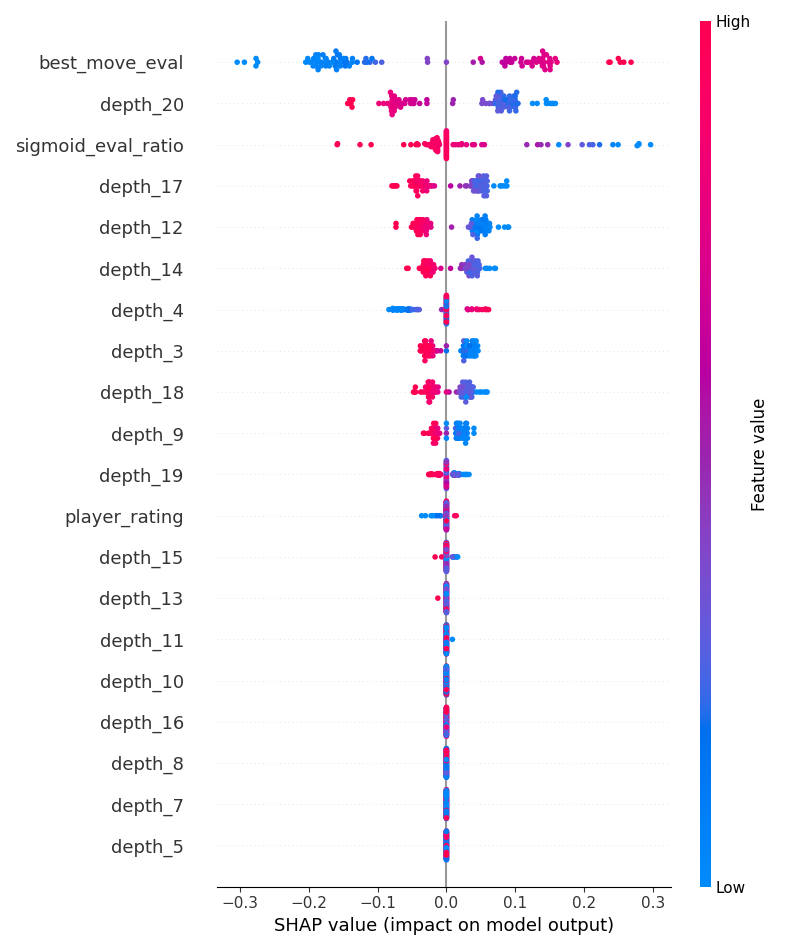 High
best_move_eval
depth_20
sigmoid_eval_ratio
depth_17
depth_12
depth_14
depth_4
depth_3
depth_18
depth_9
depth_19
player_rating
depth_15
depth_13
depth_11
depth_10
depth_16
depth_8
depth_7
depth_5
Feature value
Low
−0.3 −0.2 −0.1 0.0 0.1 0.2 0.3
SHAP value (impact on model output)